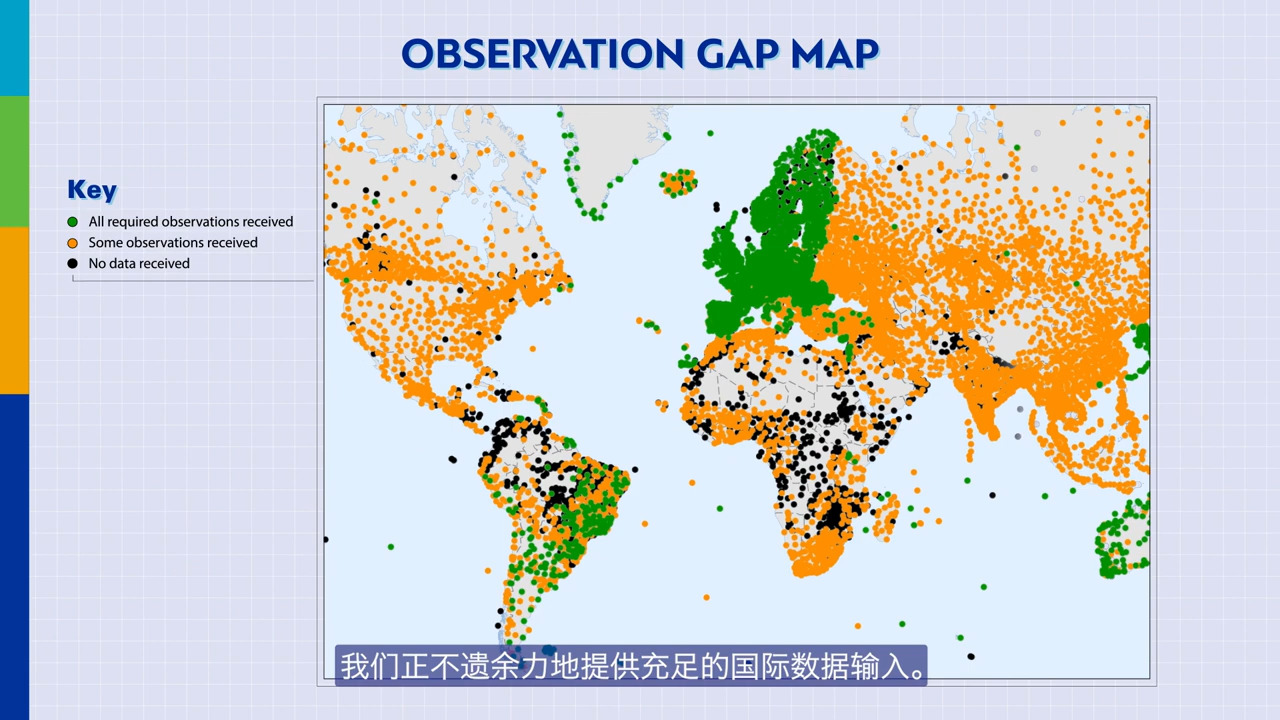 OBSERVATION GAP MAP
Key
All required observations received
Some observations received
No data received
我们正不遗余力地提供充足的国际数据输入。